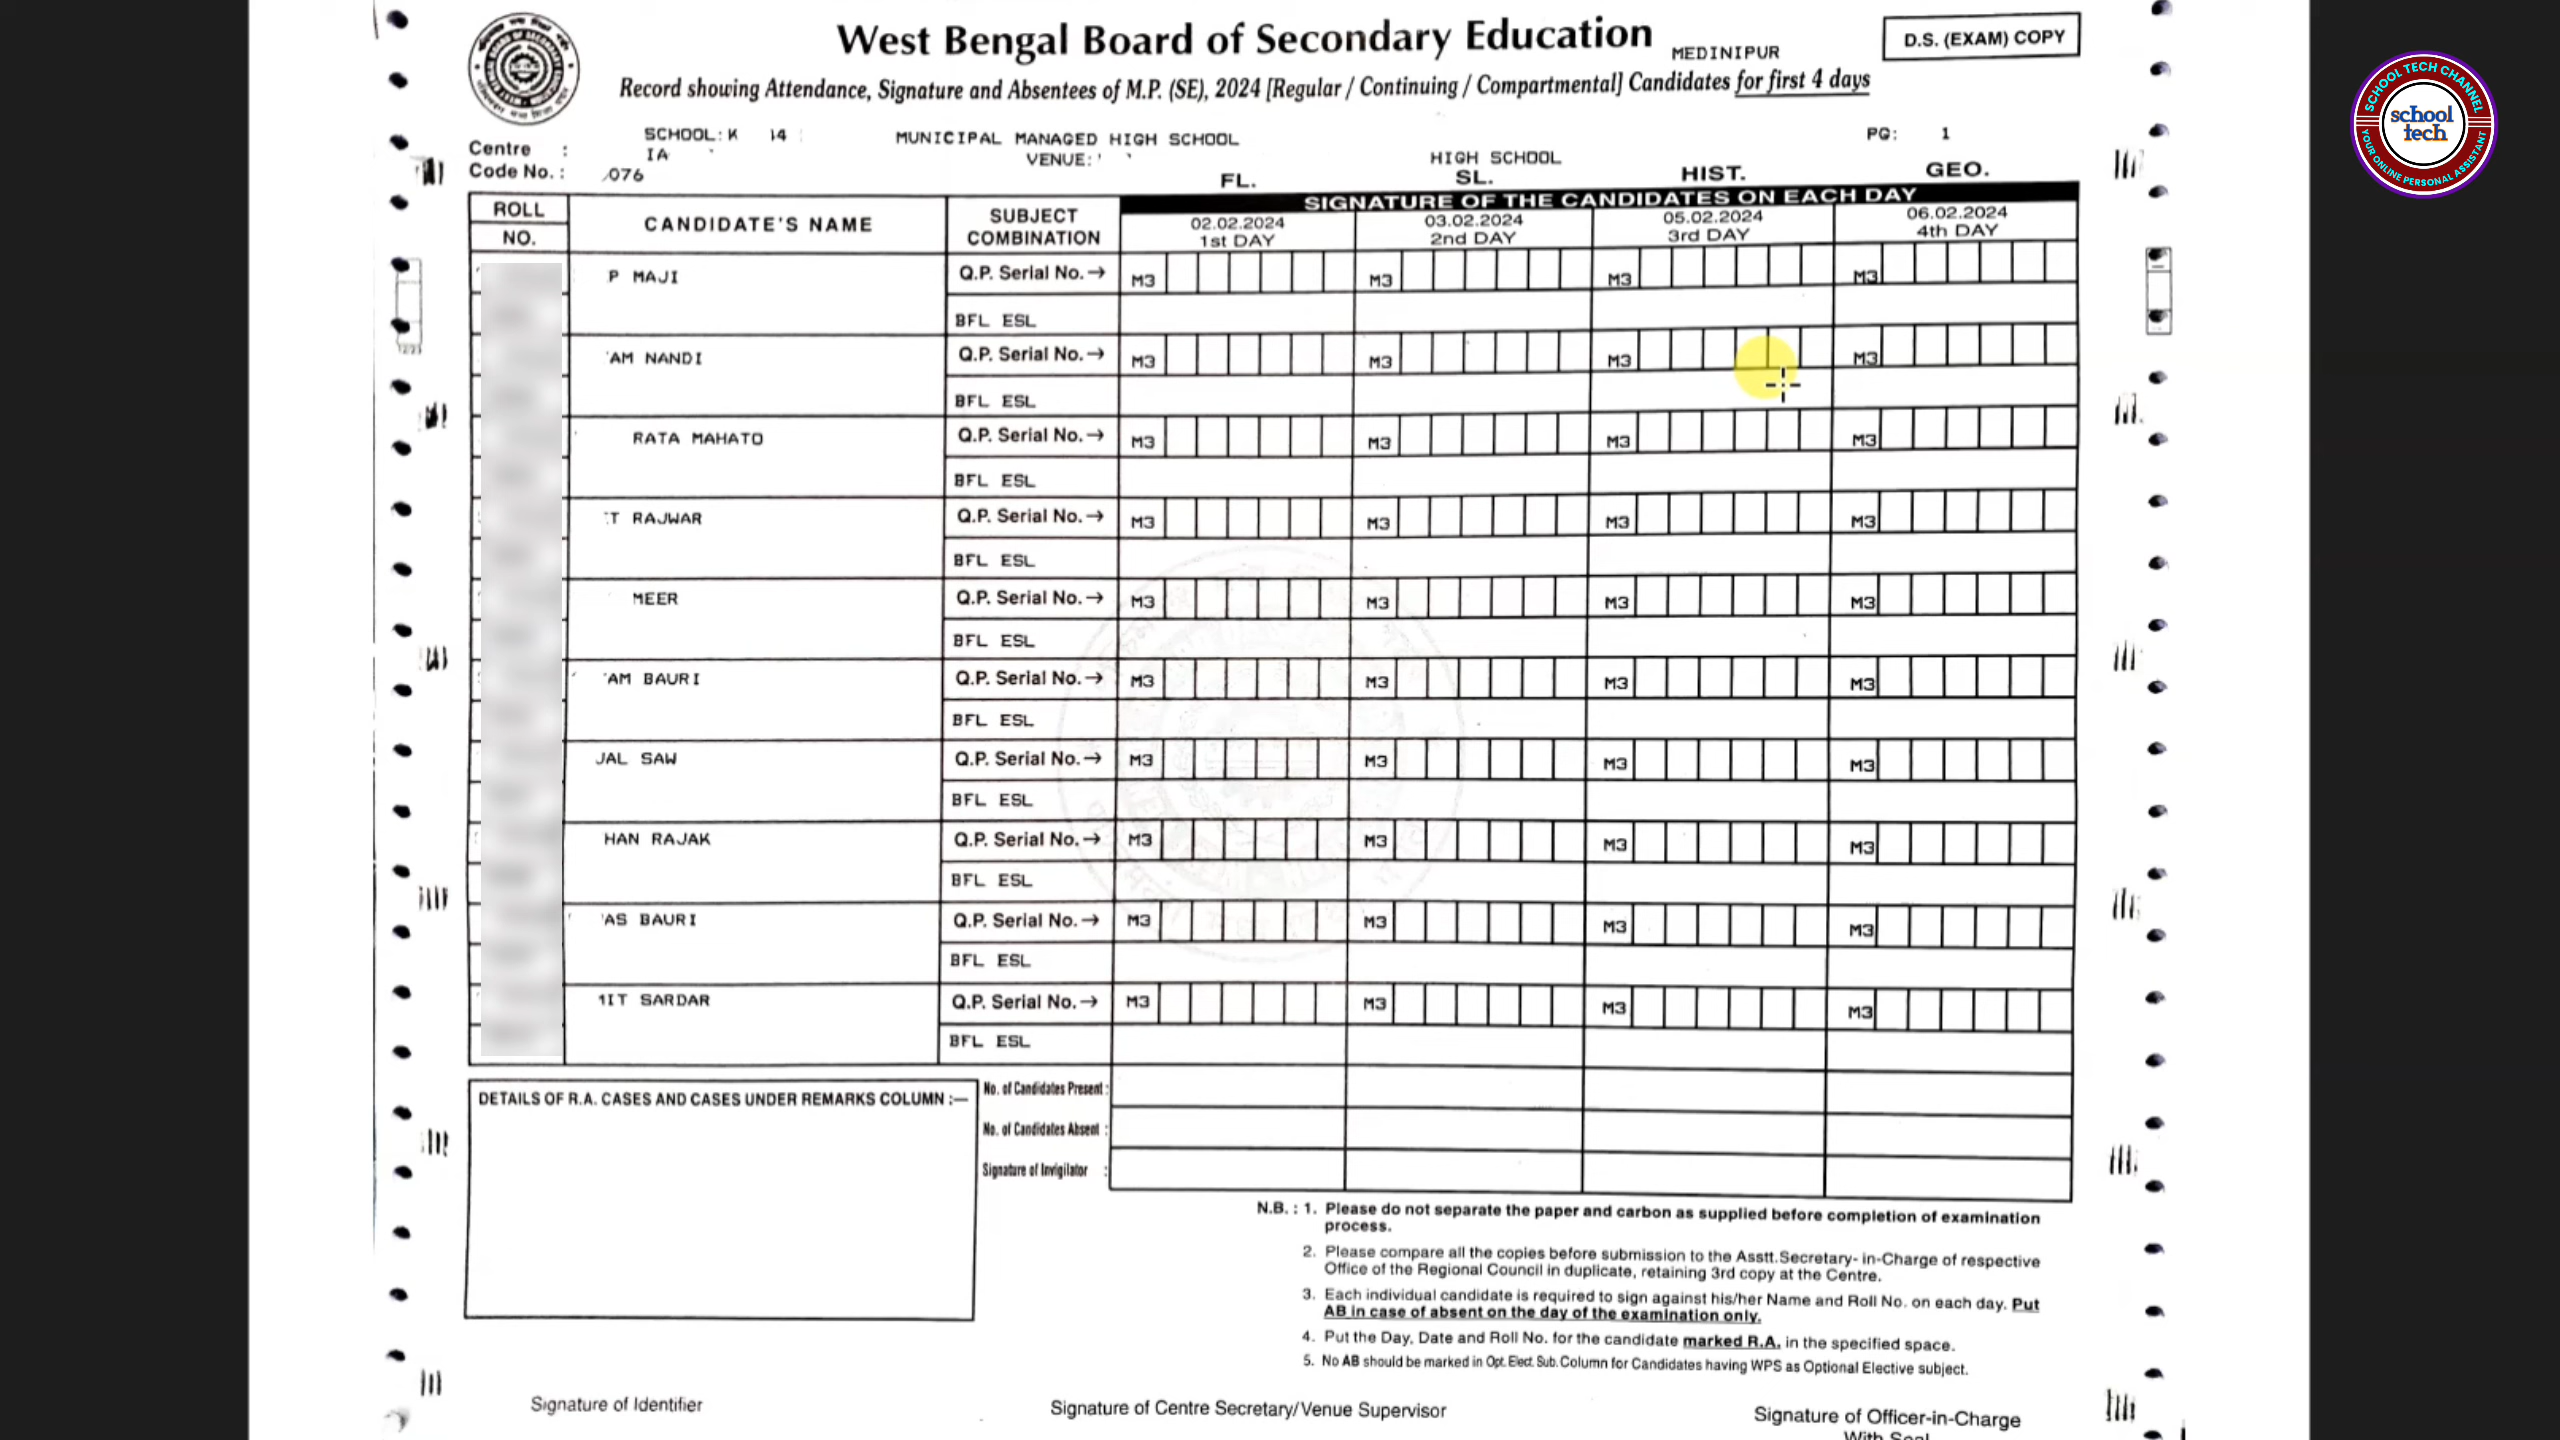 West Bengal Board of Secondary Education
MEDINIPUR
D.S. (EXAM) COPY
Record showing Attendance, Signature and Absentees of M.P. (SE), 2024 [Regular / Continuing / Compartmental] Candidates for first 4 days
SCHOOL TECH CHANNEL
school
tech
YOUR ONLINE PERSONAL ASSISTANT
SCHOOL: K 14 MUNICIPAL MANAGED HIGH SCHOOL PG: 1
Centre : IA VENUE: HIGH SCHOOL
Code No. : 076 FL. SL. HIST. GEO.
SIGNATURE OF THE CANDIDATES ON EACH DAY
ROLL NO. CANDIDATE'S NAME SUBJECT COMBINATION 02.02.2024 1st DAY 03.02.2024 2nd DAY 05.02.2024 3rd DAY 06.02.2024 4th DAY
P MAJI Q.P. Serial No.→ M3 M3 M3 M3
BFL ESL
AM NANDI Q.P. Serial No.→ M3 M3 M3 M3
BFL ESL
RATA MAHATO Q.P. Serial No.→ M3 M3 M3 M3
BFL ESL
T RAJWAR Q.P. Serial No.→ M3 M3 M3 M3
BFL ESL
MEER Q.P. Serial No.→ M3 M3 M3 M3
BFL ESL
AM BAURI Q.P. Serial No.→ M3 M3 M3 M3
BFL ESL
JAL SAW Q.P. Serial No.→ M3 M3 M3 M3
BFL ESL
HAN RAJAK Q.P. Serial No.→ M3 M3 M3 M3
BFL ESL
AS BAURI Q.P. Serial No.→ M3 M3 M3 M3
BFL ESL
IT SARDAR Q.P. Serial No.→ M3 M3 M3 M3
BFL ESL
DETAILS OF R.A. CASES AND CASES UNDER REMARKS COLUMN :—
No. of Candidates Present :
No. of Candidates Absent :
Signature of Invigilator :
N.B. : 1. Please do not separate the paper and carbon as supplied before completion of examination
process.
2. Please compare all the copies before submission to the Asstt.Secretary- in-Charge of respective
Office of the Regional Council in duplicate, retaining 3rd copy at the Centre.
3. Each individual candidate is required to sign against his/her Name and Roll No. on each day. Put
AB in case of absent on the day of the examination only.
4. Put the Day, Date and Roll No. for the candidate marked R.A. in the specified space.
5. No AB should be marked in Opt. Elect. Sub. Column for Candidates having WPS as Optional Elective subject.
Signature of Identifier
Signature of Centre Secretary/Venue Supervisor
Signature of Officer-in-Charge
With Seal